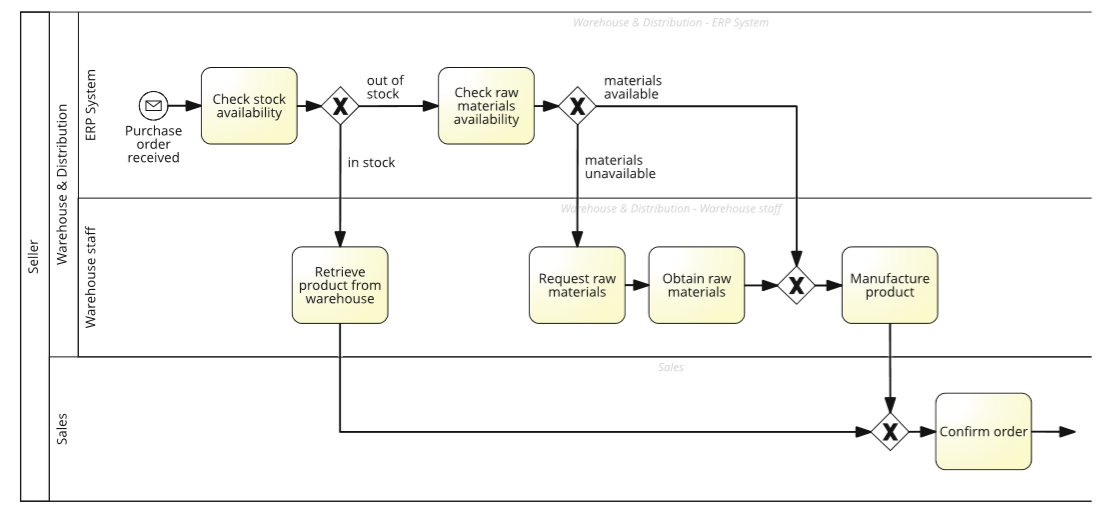 Warehouse & Distribution - ERP System
Seller
Warehouse & Distribution
ERP System
Purchase
order
received
Check stock
availability
out of
stock
in stock
Check raw
materials
availability
materials
available
materials
unavailable
Warehouse & Distribution - Warehouse staff
Warehouse staff
Retrieve
product from
warehouse
Request raw
materials
Obtain raw
materials
Manufacture
product
Sales
Sales
Confirm order